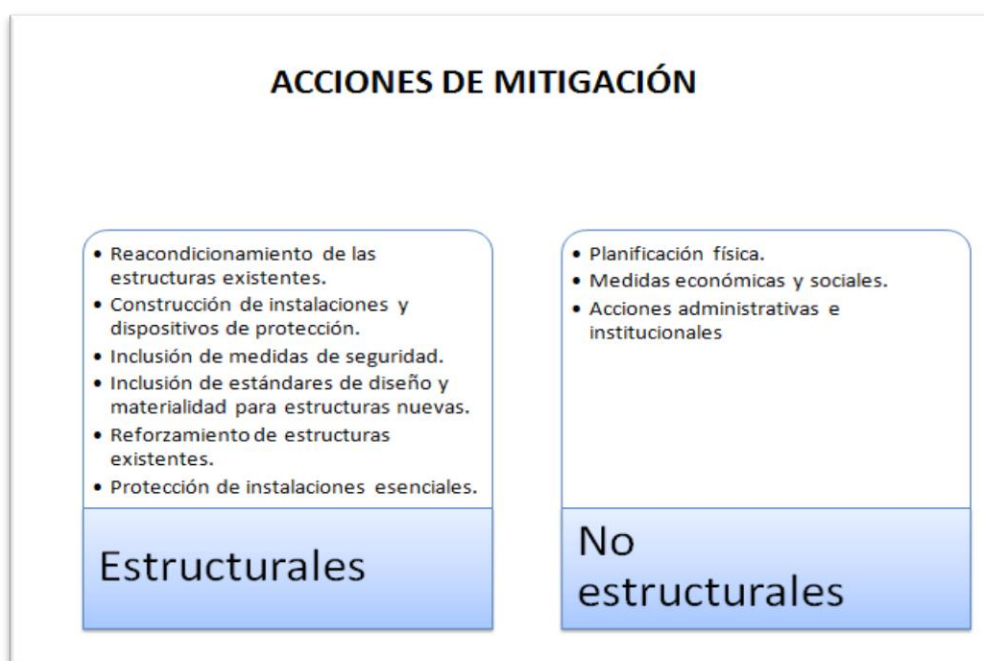 ACCIONES DE MITIGACIÓN
• Reacondicionamiento de las
estructuras existentes.
• Construcción de instalaciones y
dispositivos de protección.
• Inclusión de medidas de seguridad.
• Inclusión de estándares de diseño y
materialidad para estructuras nuevas.
• Reforzamiento de estructuras
existentes.
• Protección de instalaciones esenciales.
Estructurales
• Planificación física.
• Medidas económicas y sociales.
• Acciones administrativas e
institucionales
No
estructurales